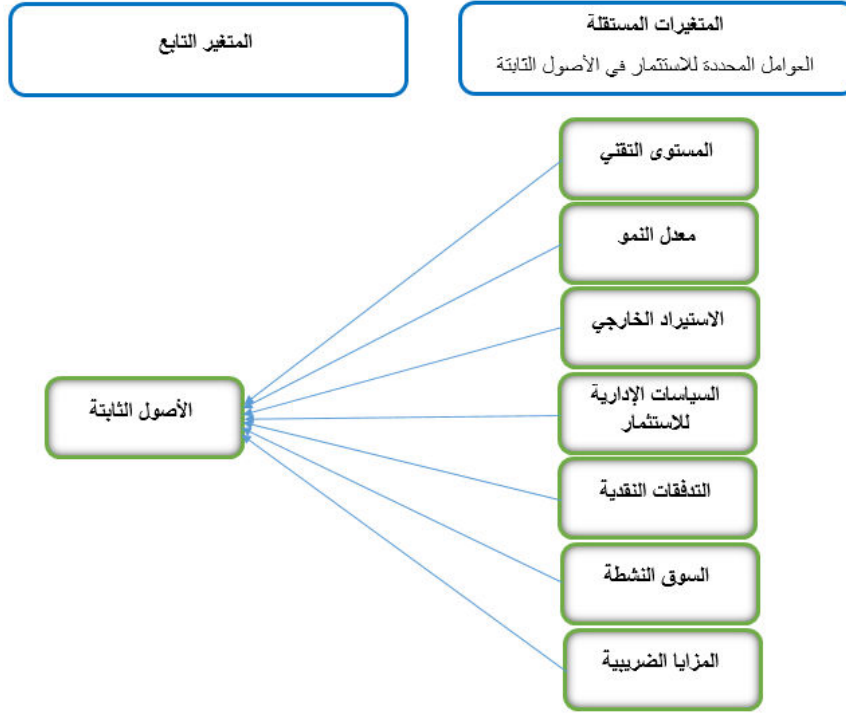 المتغيرات المستقلة
العوامل المحددة للاستثمار في الأصول الثابتة
المتغير التابع
المستوى التقني
معدل النمو
الاستيراد الخارجي
السياسات الإدارية
للاستثمار
التدفقات النقدية
السوق النشطة
المزايا الضريبية
الأصول الثابتة